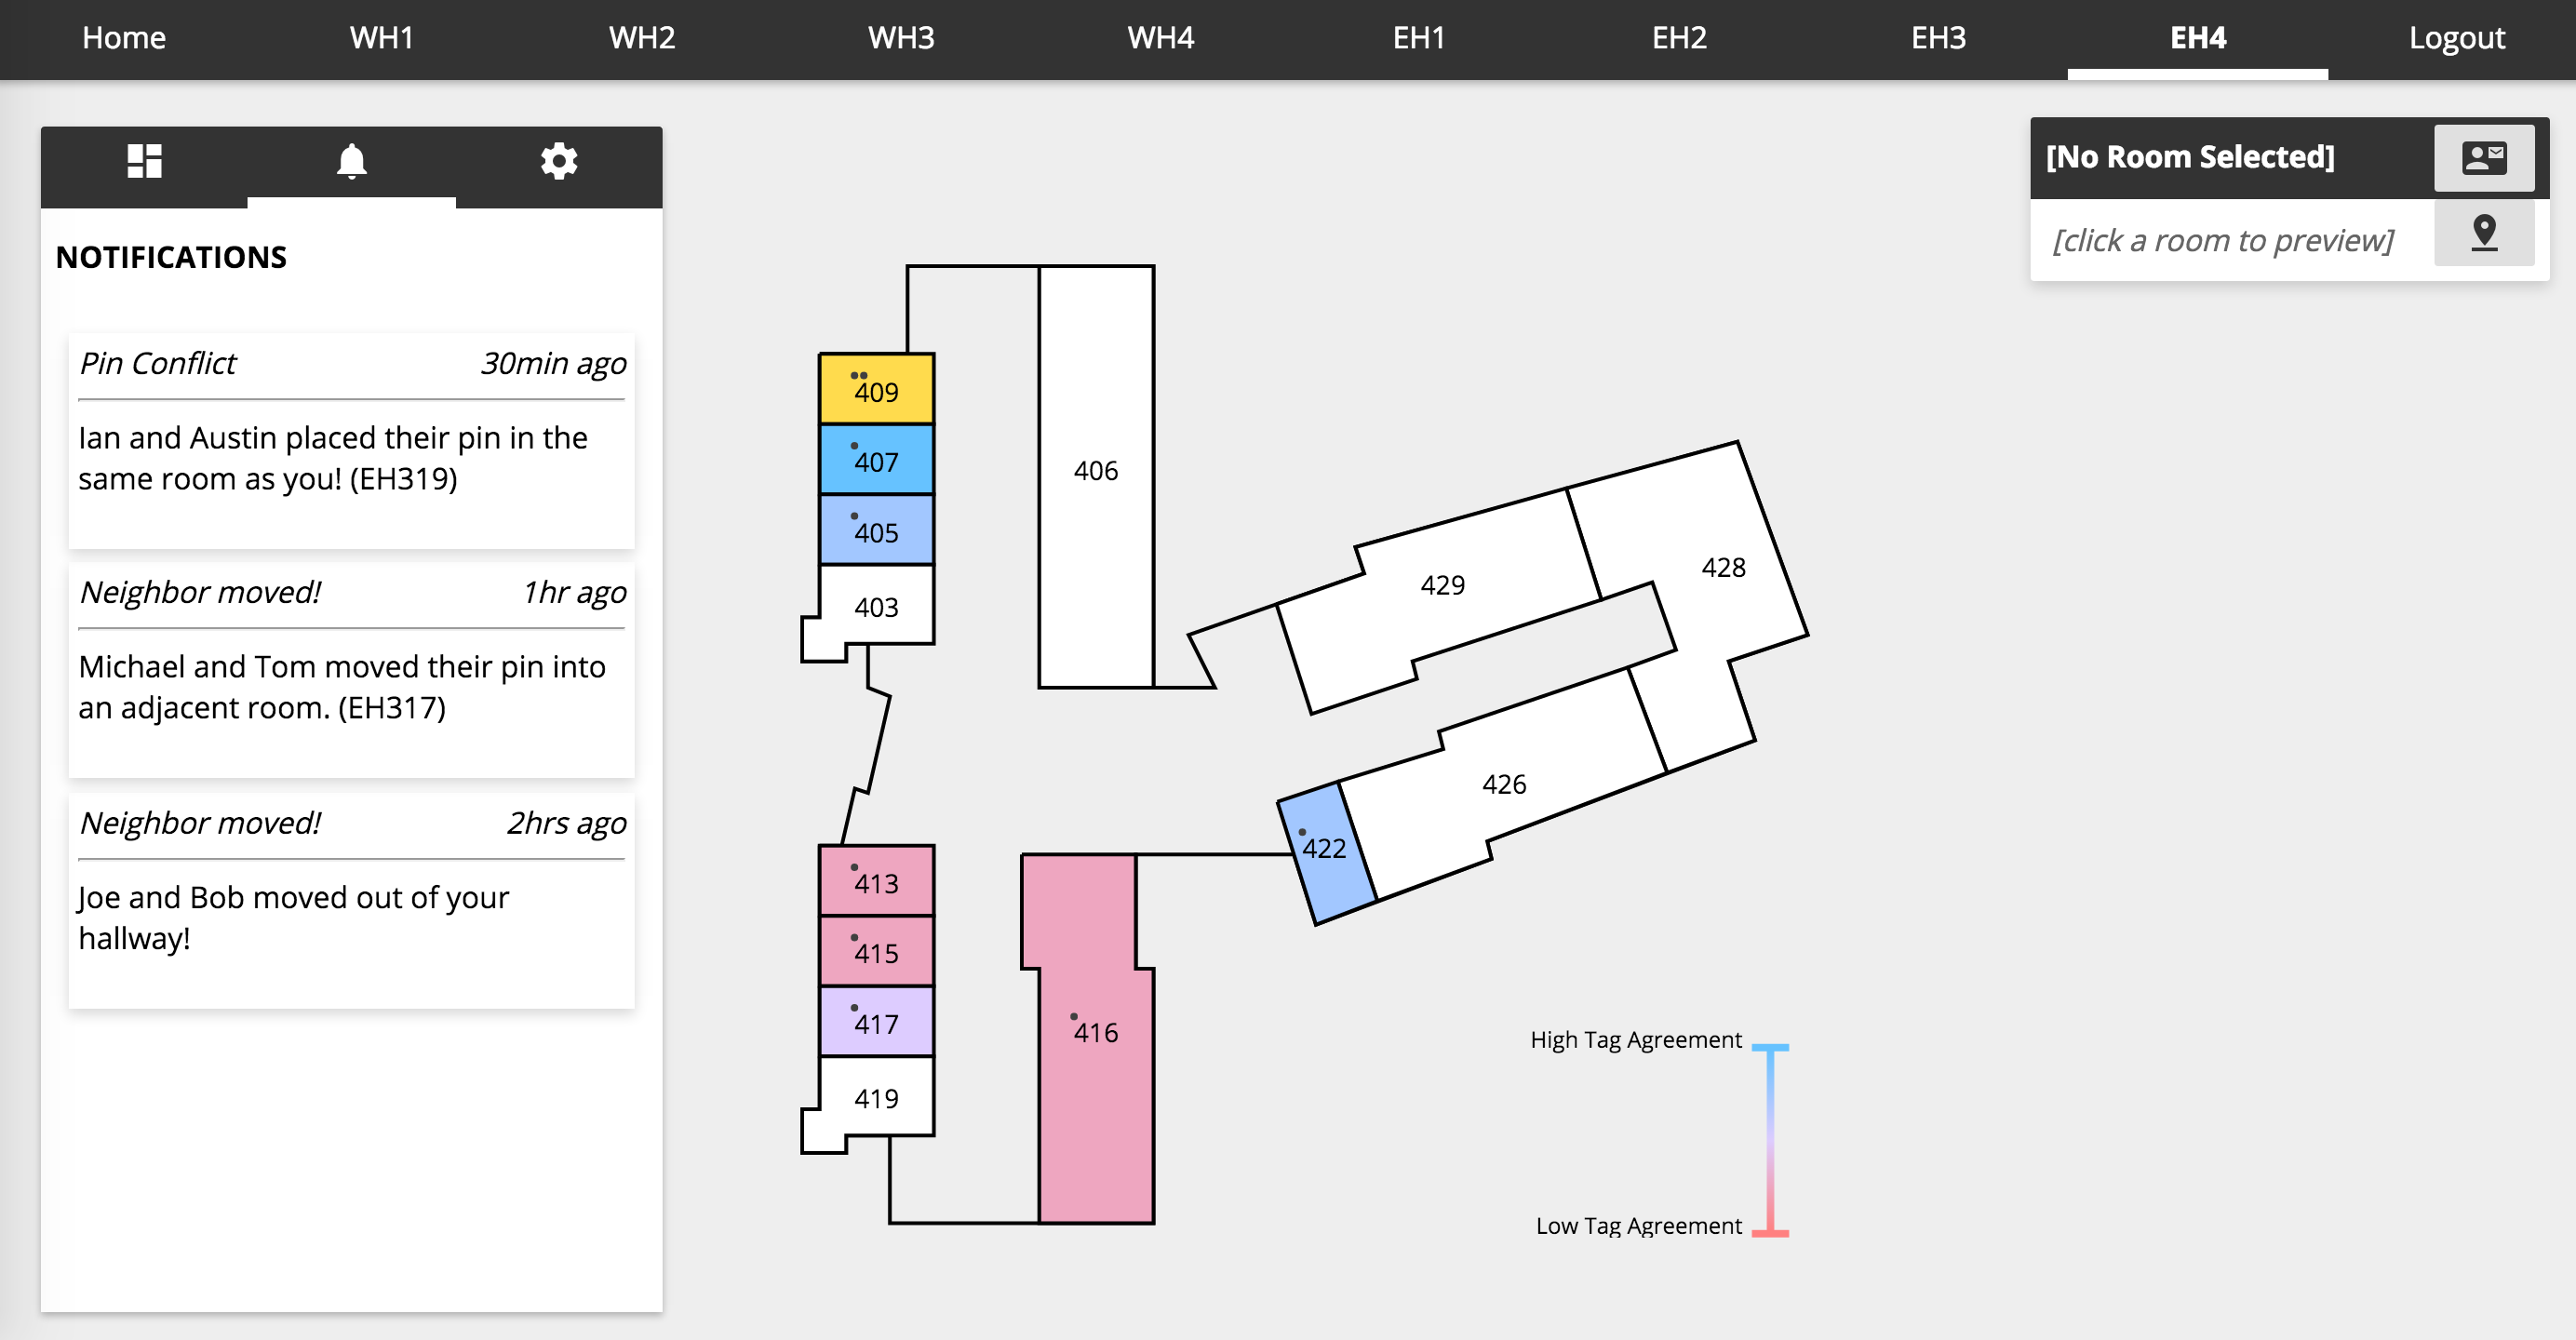 Home WH1 WH2 WH3 WH4 EH1 EH2 EH3 EH4 Logout
NOTIFICATIONS
Pin Conflict 30min ago
Ian and Austin placed their pin in the
same room as you! (EH319)
Neighbor moved! 1hr ago
Michael and Tom moved their pin into
an adjacent room. (EH317)
Neighbor moved! 2hrs ago
Joe and Bob moved out of your
hallway!
409
407
405
403
406
429
428
426
422
413
415
417
419
416
[No Room Selected]
[click a room to preview]
High Tag Agreement
Low Tag Agreement